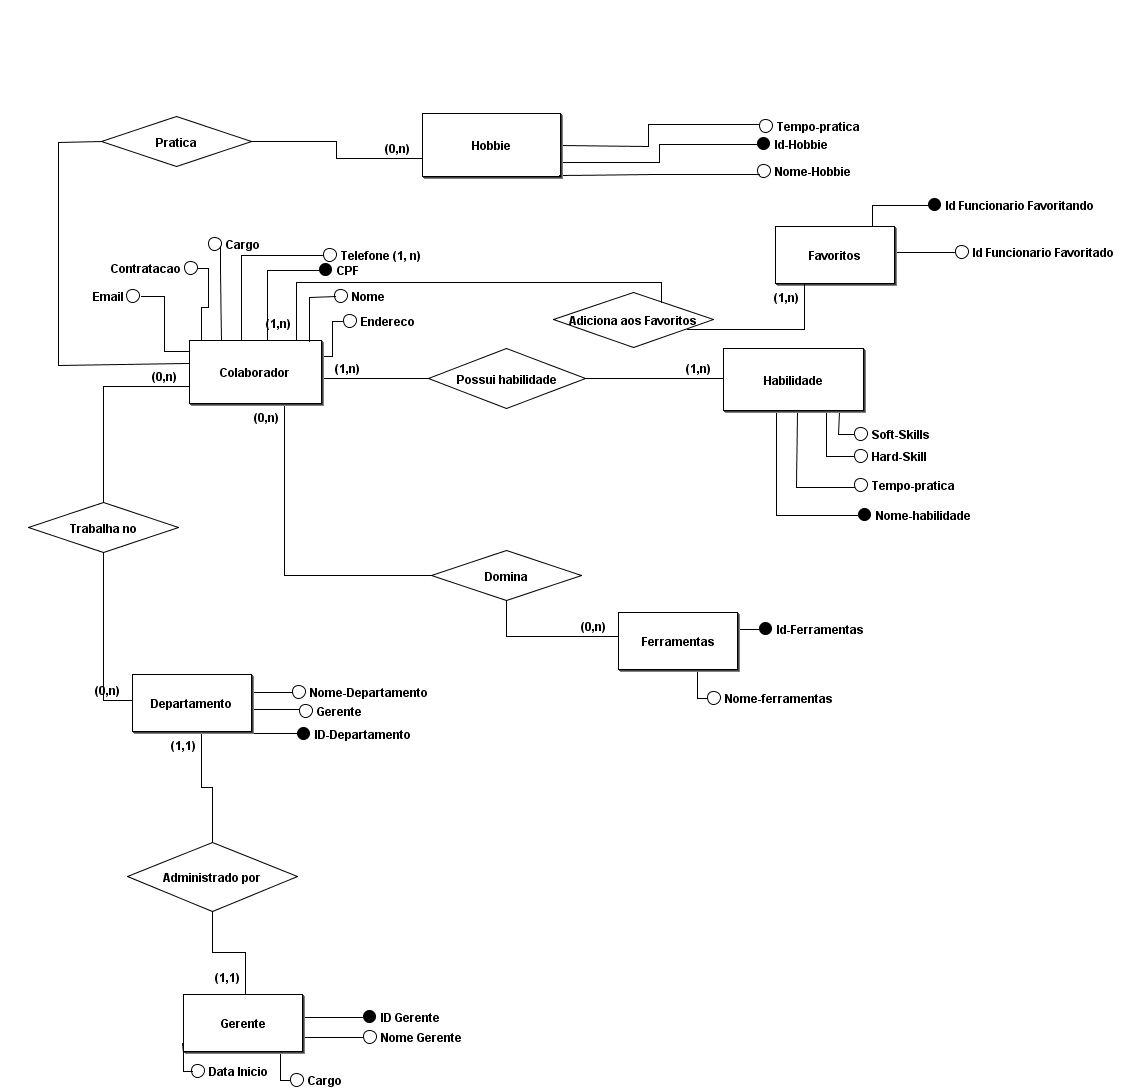 Pratica
(0,n)
Hobbie
Tempo-pratica
Id-Hobbie
Nome-Hobbie
Id Funcionario Favoritando
Favoritos
Id Funcionario Favoritado
(1,n)
Cargo
Telefone (1, n)
Contratacao
CPF
Email
Nome
(1,n)
Endereco
Adiciona aos Favoritos
Colaborador
(0,n)
(1,n)
Possui habilidade
(1,n)
Habilidade
(0,n)
Soft-Skills
Hard-Skill
Tempo-pratica
Nome-habilidade
Trabalha no
Domina
(0,n)
Ferramentas
Id-Ferramentas
Nome-ferramentas
(0,n)
Departamento
Nome-Departamento
Gerente
ID-Departamento
(1,1)
Administrado por
(1,1)
Gerente
ID Gerente
Nome Gerente
Data Inicio
Cargo